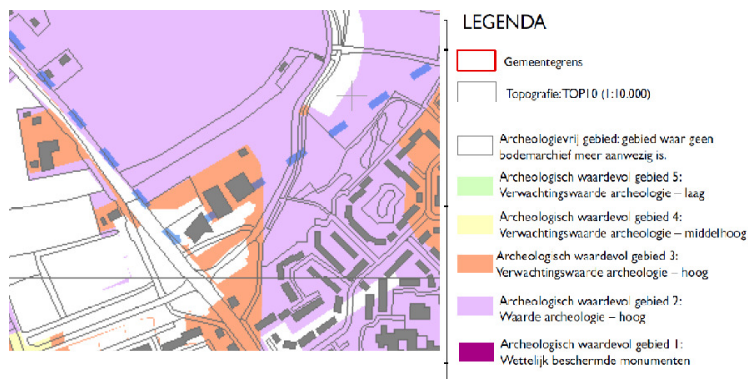 LEGENDA
Gemeentegrens
Topografie: TOP10 (1:10.000)
Archeologievrij gebied: gebied waar geen
bodemarchief meer aanwezig is.
Archeologisch waardevol gebied 5:
Verwachtingswaarde archeologie – laag
Archeologisch waardevol gebied 4:
Verwachtingswaarde archeologie – middelhoog
Archeologisch waardevol gebied 3:
Verwachtingswaarce archeologie – hoog
Archeologisch waardevol gebied 2:
Waarde archeologie – hoog
Archeologisch waardevol gebied 1:
Wettelijk beschermde monumenten